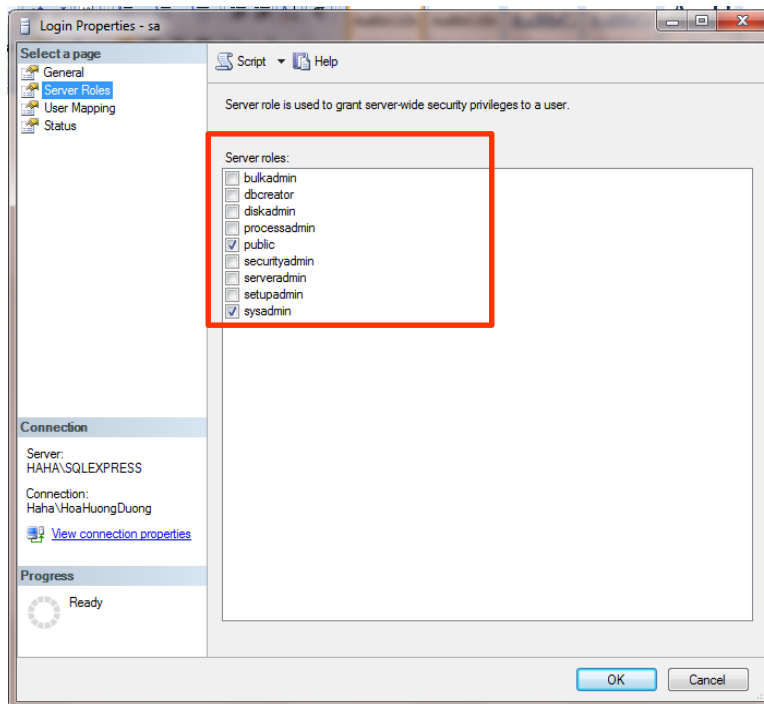 Login Properties - sa
Select a page
General
Server Roles
User Mapping
Status
Script
Help
Server role is used to grant server-wide security privileges to a user.
Server roles:
bulkadmin
dbcreator
diskadmin
processadmin
public
securityadmin
serveradmin
setupadmin
sysadmin
Connection
Server:
HAHA\SQLEXPRESS
Connection:
Haha\HoaHuongDuong
View connection properties
Progress
Ready
OK
Cancel